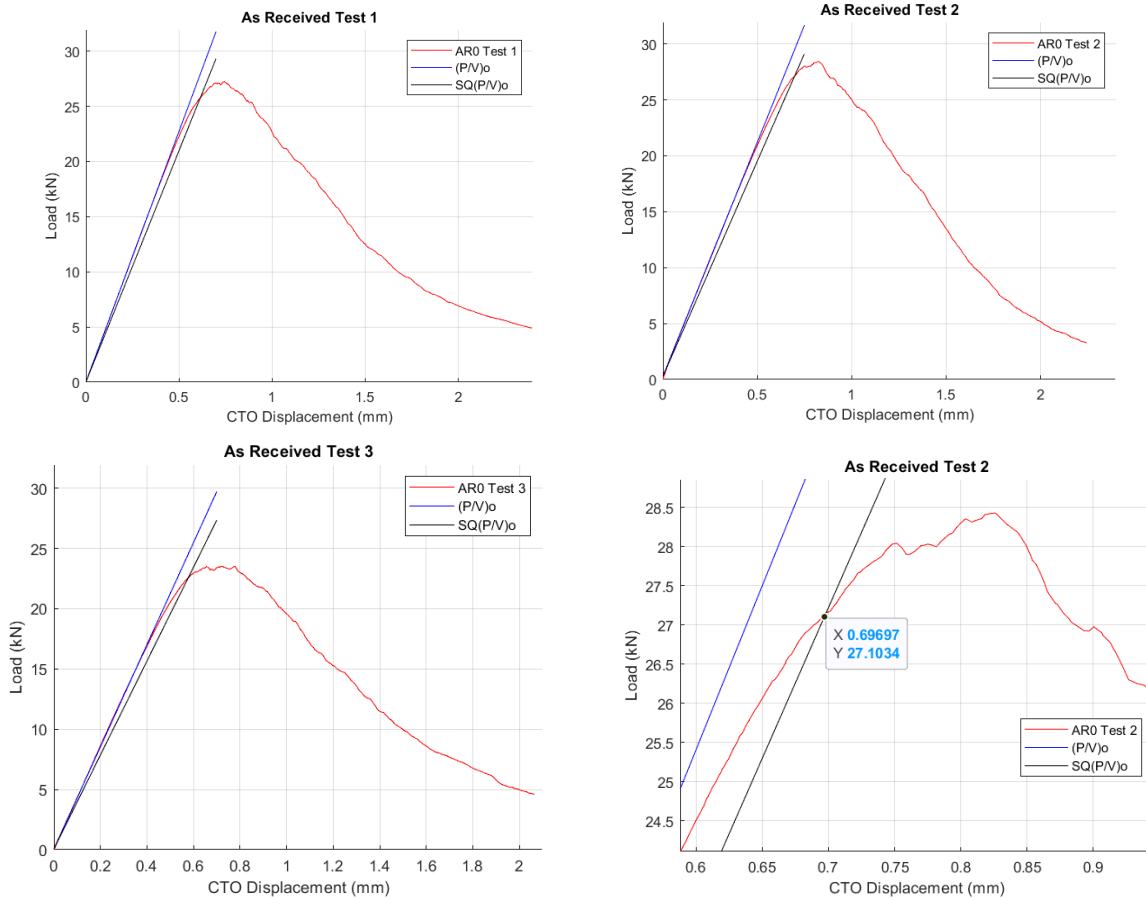 As Received Test 1
30
25
20
15
10
5
0
Load (kN)
0 0.5 1 1.5 2
CTO Displacement (mm)
AR0 Test 1
(P/V)o
SQ(P/V)o
As Received Test 2
30
25
20
15
10
5
0
Load (kN)
0 0.5 1 1.5 2
CTO Displacement (mm)
AR0 Test 2
(P/V)o
SQ(P/V)o
As Received Test 3
30
25
20
15
10
5
0
Load (kN)
0 0.2 0.4 0.6 0.8 1 1.2 1.4 1.6 1.8 2
CTO Displacement (mm)
AR0 Test 3
(P/V)o
SQ(P/V)o
As Received Test 2
28.5
28
27.5
27
26.5
26
25.5
25
24.5
Load (kN)
X 0.69697
Y 27.1034
0.6 0.65 0.7 0.75 0.8 0.85 0.9
CTO Displacement (mm)
AR0 Test 2
(P/V)o
SQ(P/V)o